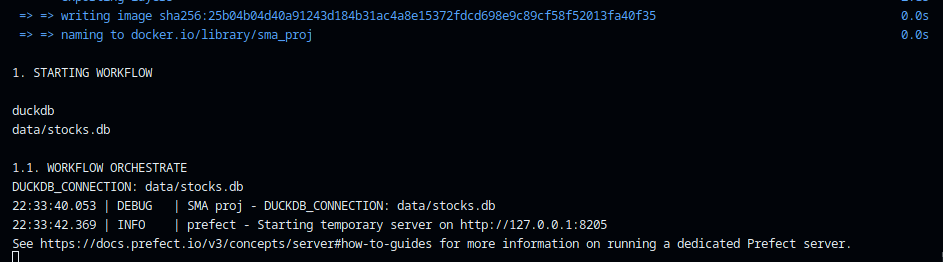 => => writing image sha256:25b04b04d40a91243d184b31ac4a8e15372fdcd698e9c89cf58f52013fa40f35 0.0s
=> => naming to docker.io/library/sma_proj 0.0s
1. STARTING WORKFLOW
duckdb
data/stocks.db
1.1. WORKFLOW ORCHESTRATE
DUCKDB_CONNECTION: data/stocks.db
22:33:40.053 | DEBUG | SMA proj - DUCKDB_CONNECTION: data/stocks.db
22:33:42.369 | INFO | prefect - Starting temporary server on http://127.0.0.1:8205
See https://docs.prefect.io/v3/concepts/server#how-to-guides for more information on running a dedicated Prefect server.